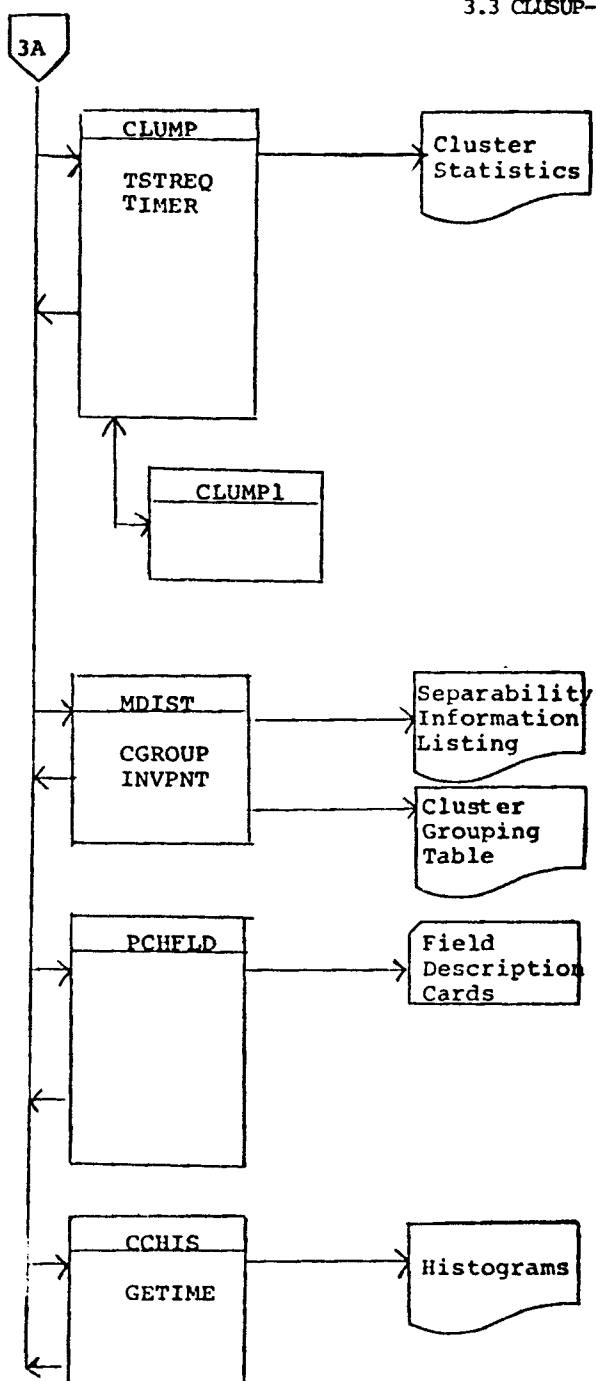 3.3 CLUSUP-
3A
CLUMP
TSTREQ
TIMER
Cluster
Statistics
CLUMP1
MDIST
CGROUP
INVPNT
Separability
Information
Listing
Cluster
Grouping
Table
PCHFLD
Field
Description
Cards
CCHIS
GETIME
Histograms